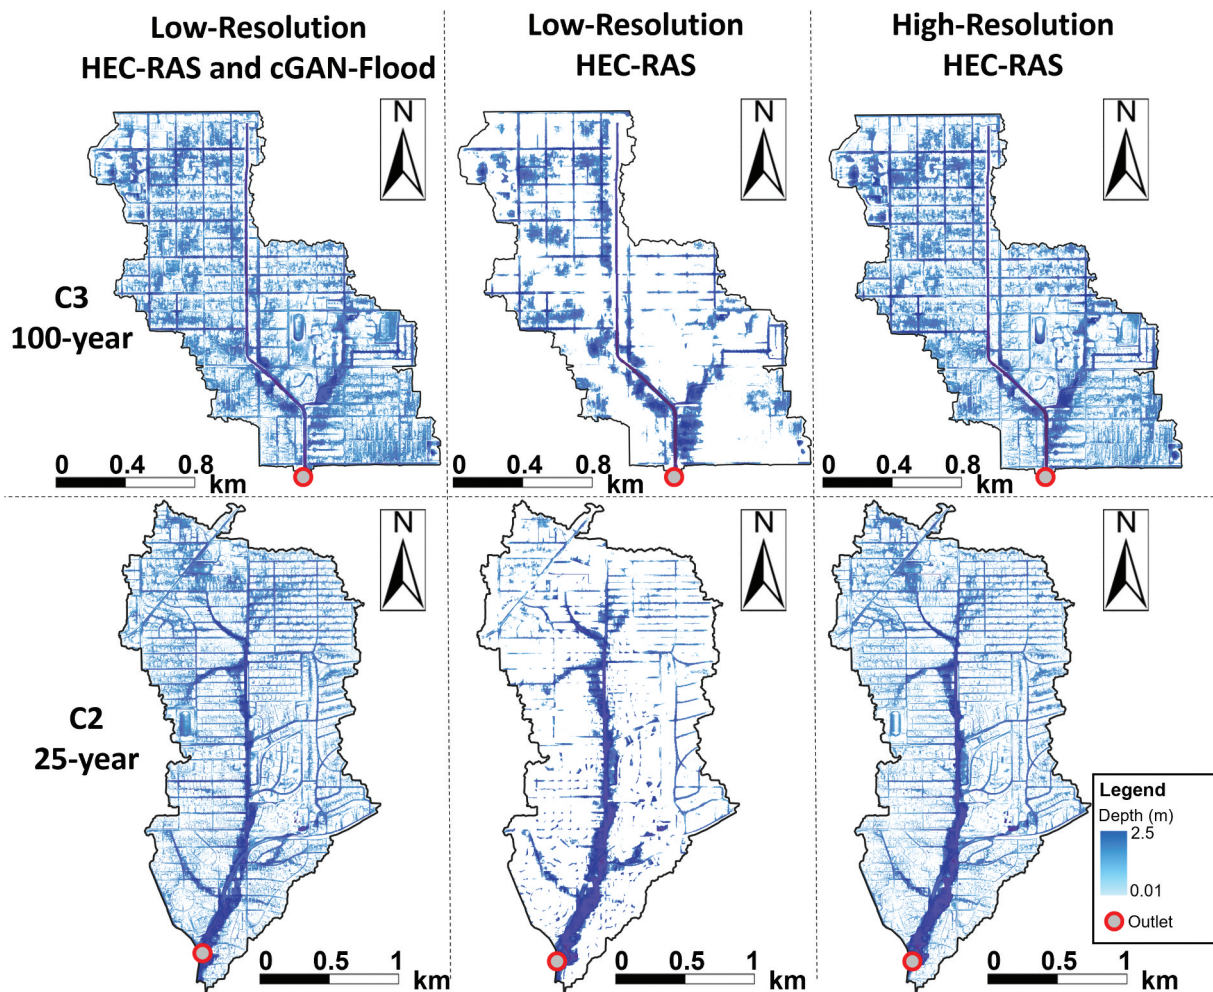 Low-Resolution
HEC-RAS and cGAN-Flood
Low-Resolution
HEC-RAS
High-Resolution
HEC-RAS
N
N
N
C3
100-year
0 0.4 0.8
km
0 0.4 0.8
km
0 0.4 0.8
km
N
N
N
C2
25-year
Legend
Depth (m)
2.5
0.01
Outlet
0 0.5 1
km
0 0.5 1
km
0 0.5 1
km